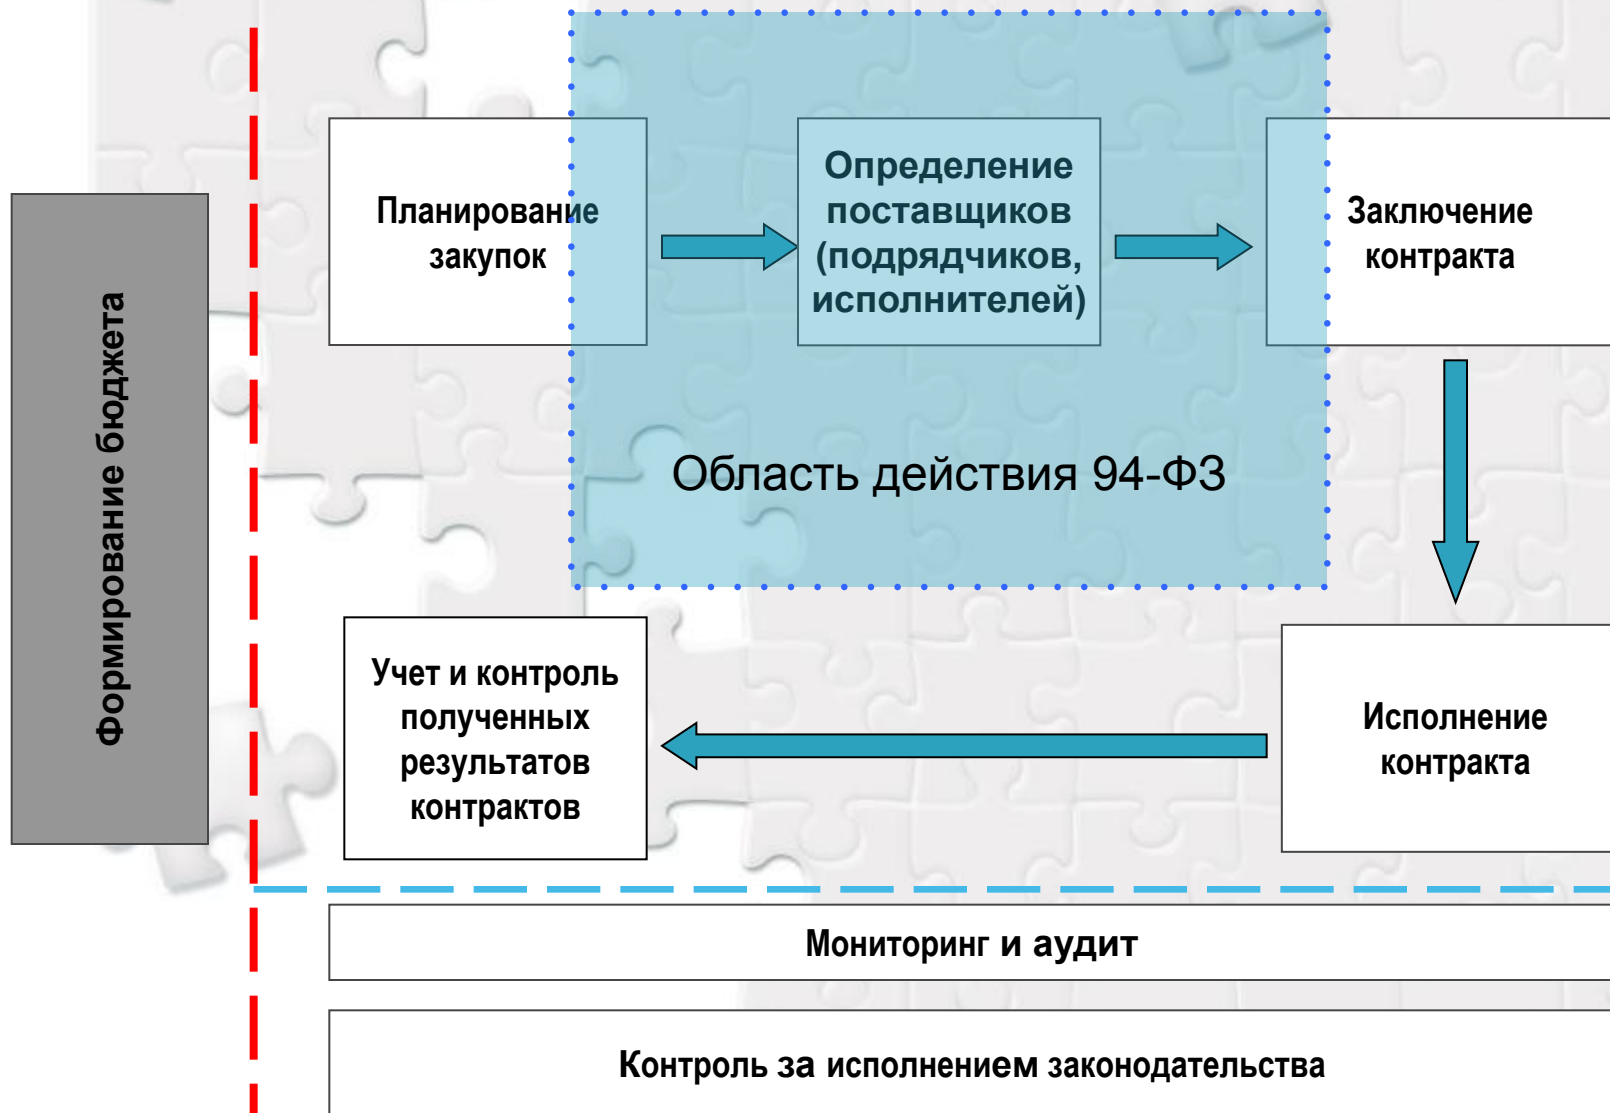 Формирование бюджета
Планирование
закупок
Определение
поставщиков
(подрядчиков,
исполнителей)
Заключение
контракта
Область действия 94-ФЗ
Учет и контроль
полученных
результатов
контрактов
Исполнение
контракта
Мониторинг и аудит
Контроль за исполнением законодательства